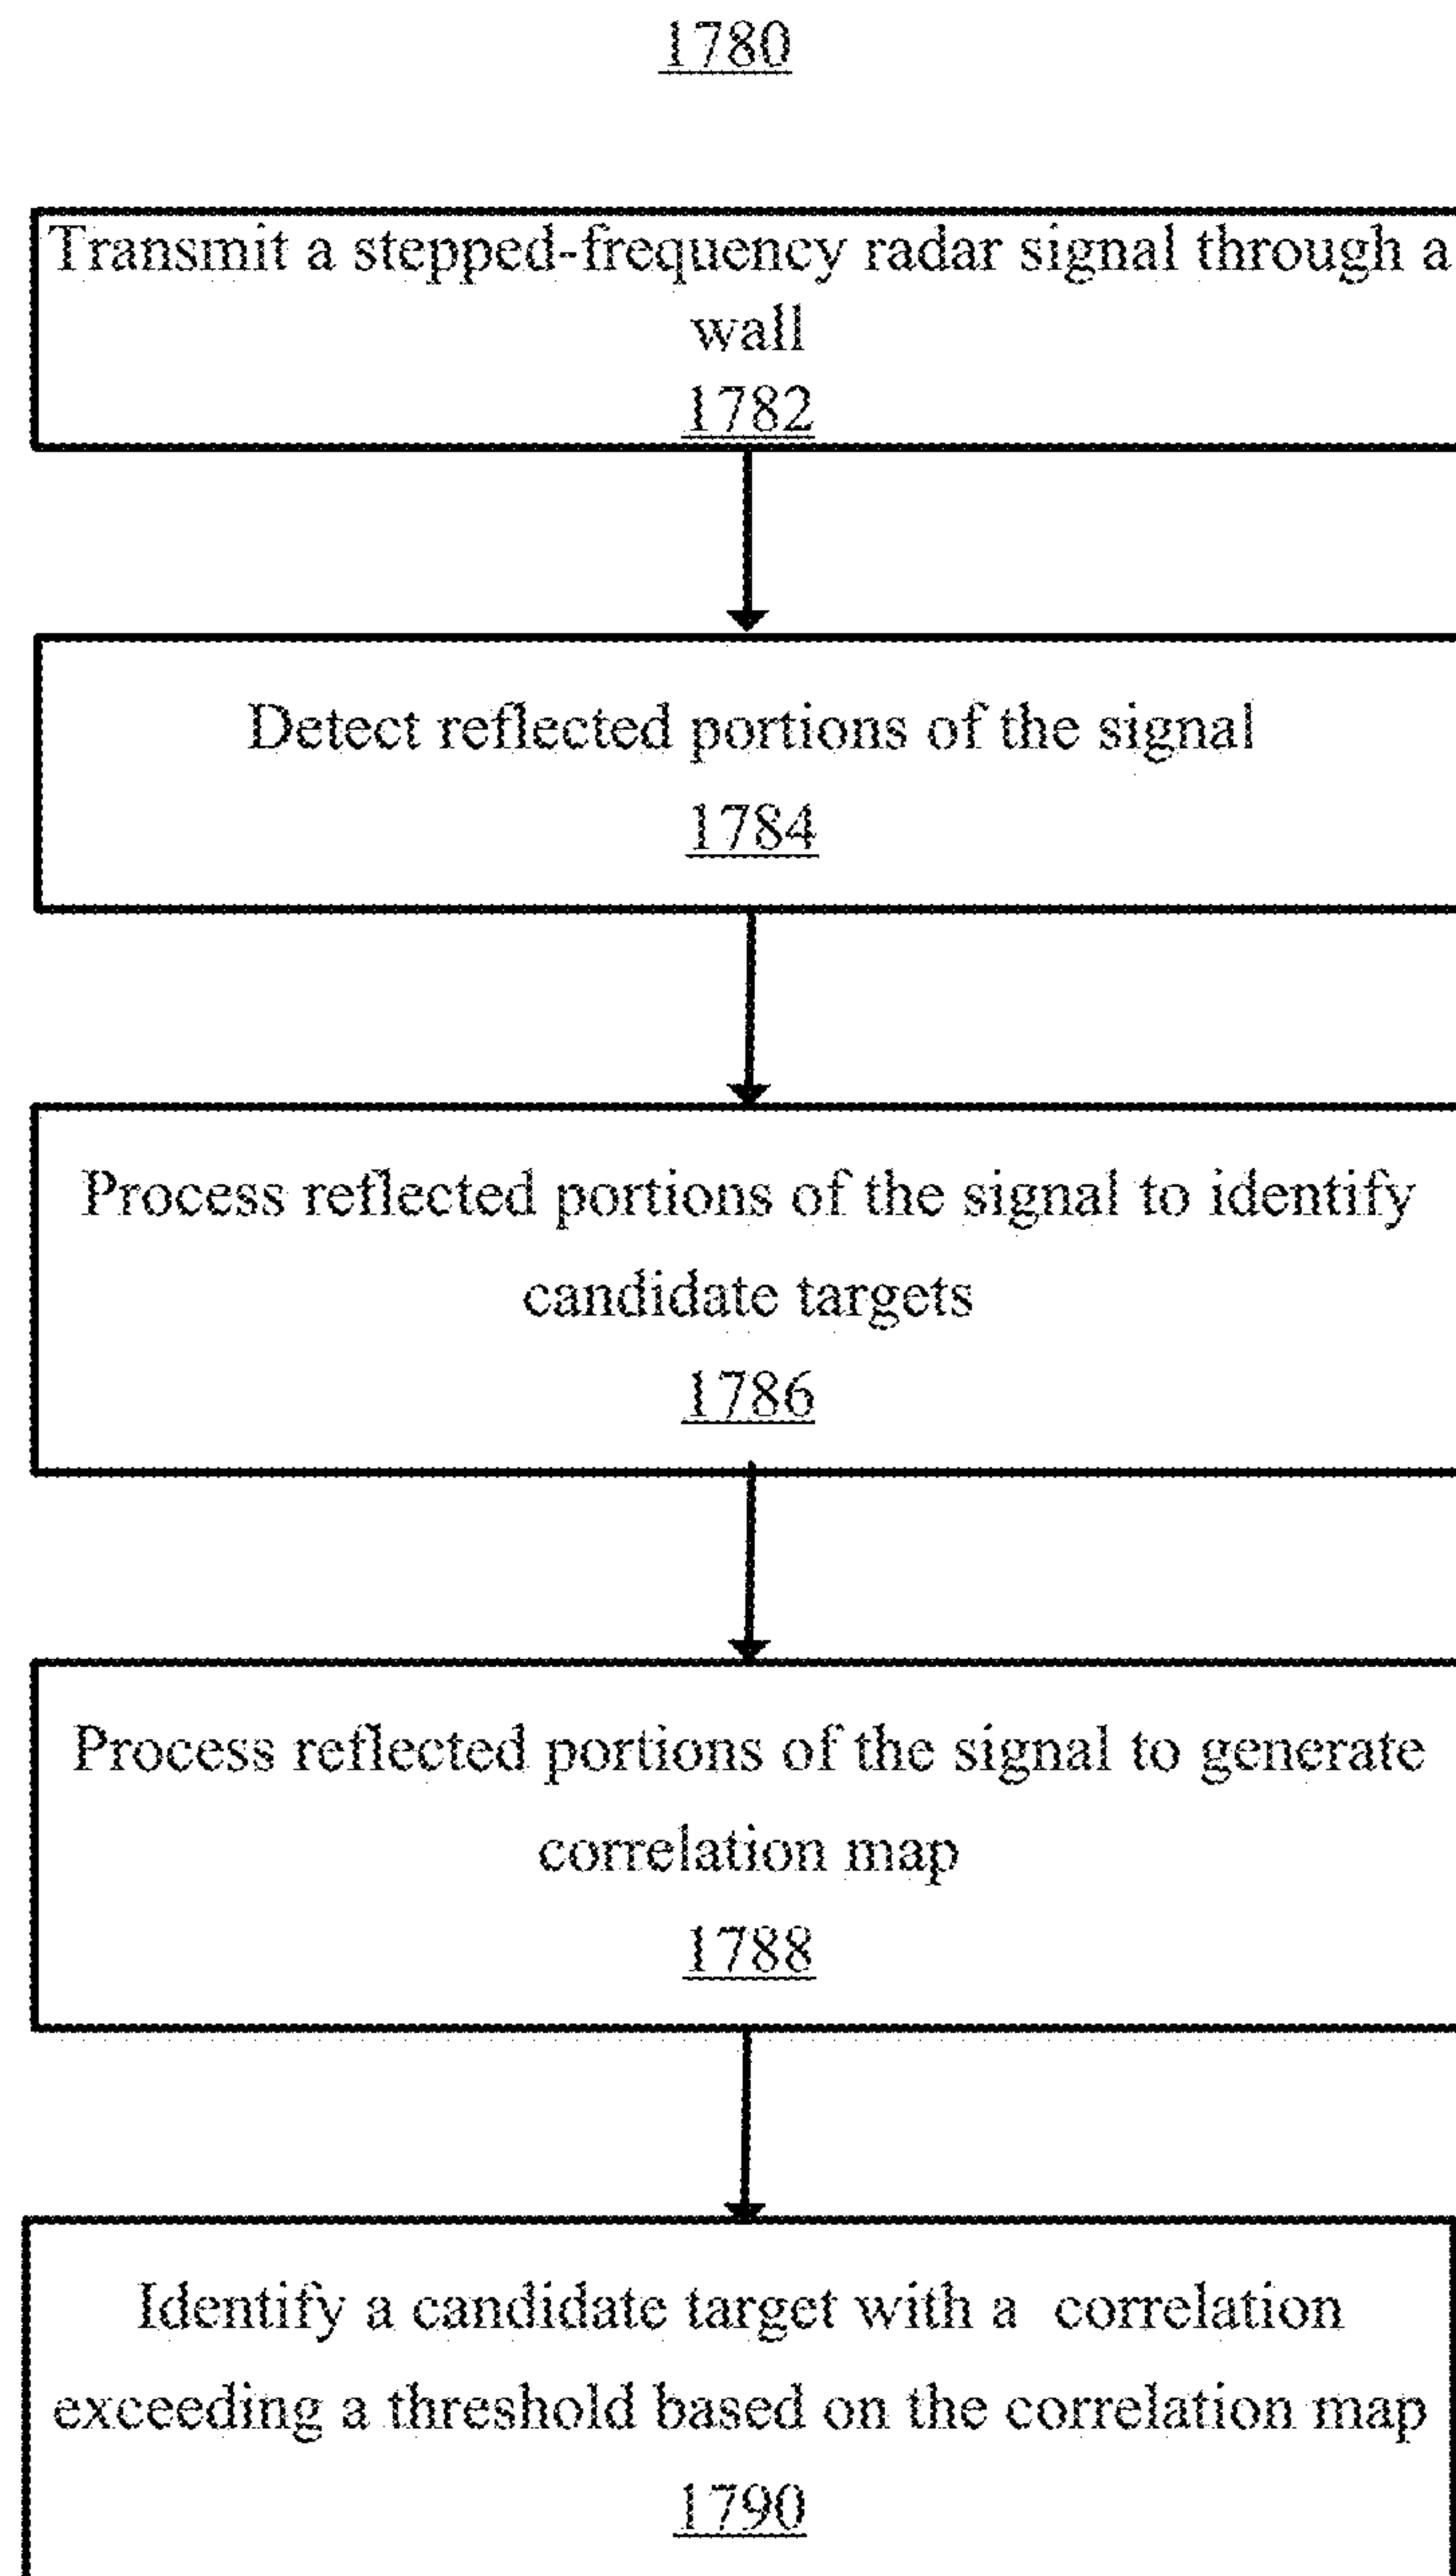 1780
Transmit a stepped-frequency radar signal through a
wall
1782
Detect reflected portions of the signal
1784
Process reflected portions of the signal to identify
candidate targets
1786
Process reflected portions of the signal to generate
correlation map
1788
Identify a candidate target with a correlation
exceeding a threshold based on the correlation map
1790